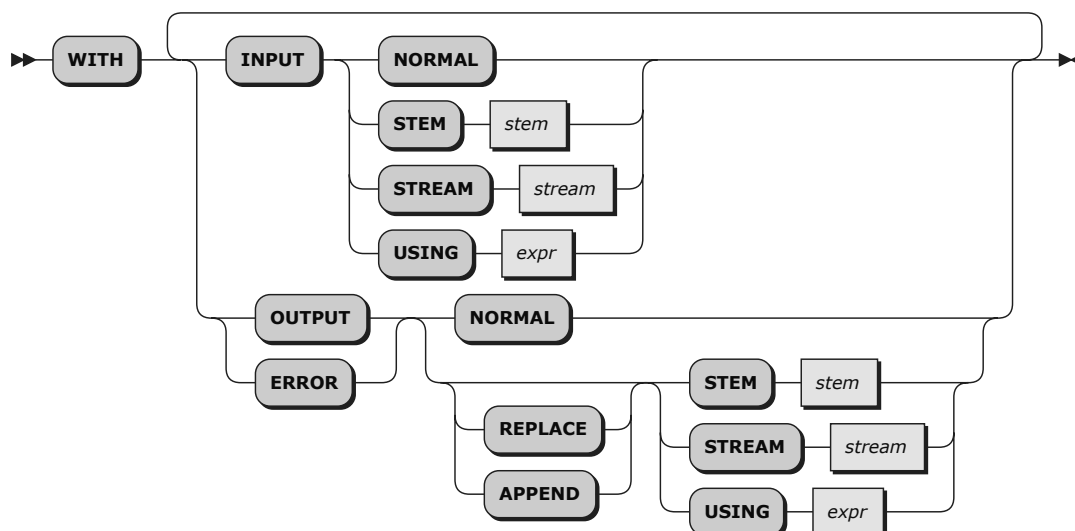 WITH INPUT NORMAL
STEM stem
STREAM stream
USING expr
OUTPUT NORMAL
ERROR STEM stem
REPLACE STREAM stream
APPEND USING expr